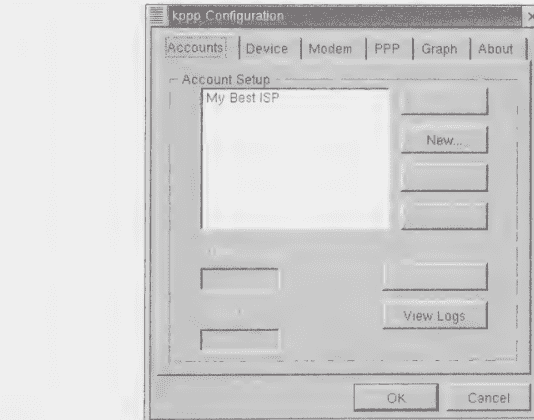 kppp Configuration
Accounts Device Modem PPP Graph About
Account Setup
My Best ISP
New...
View Logs
OK Cancel